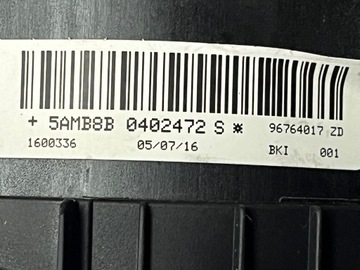 + 5AMB8B 0402472 S * 96764017 ZD
1600336 05/07/16 BKI 001